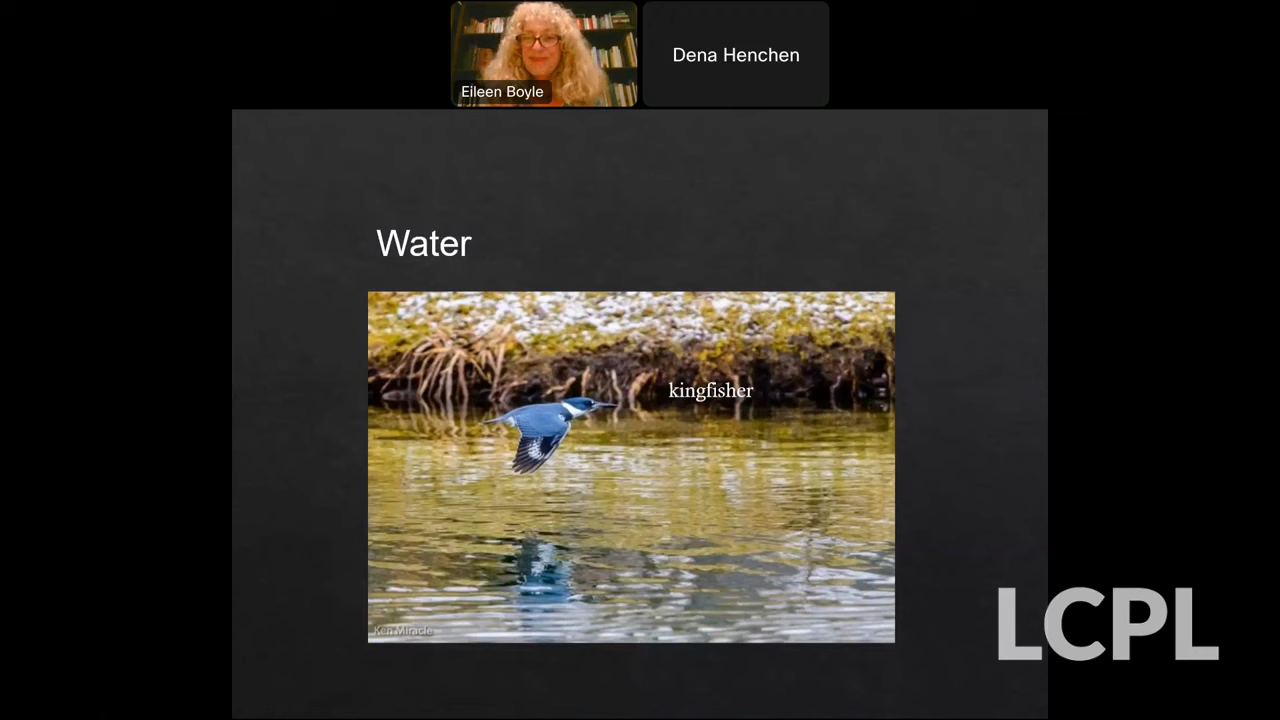 Eileen Boyle
Dena Henchen
Water
kingfisher
Ken Miracle
LCPL